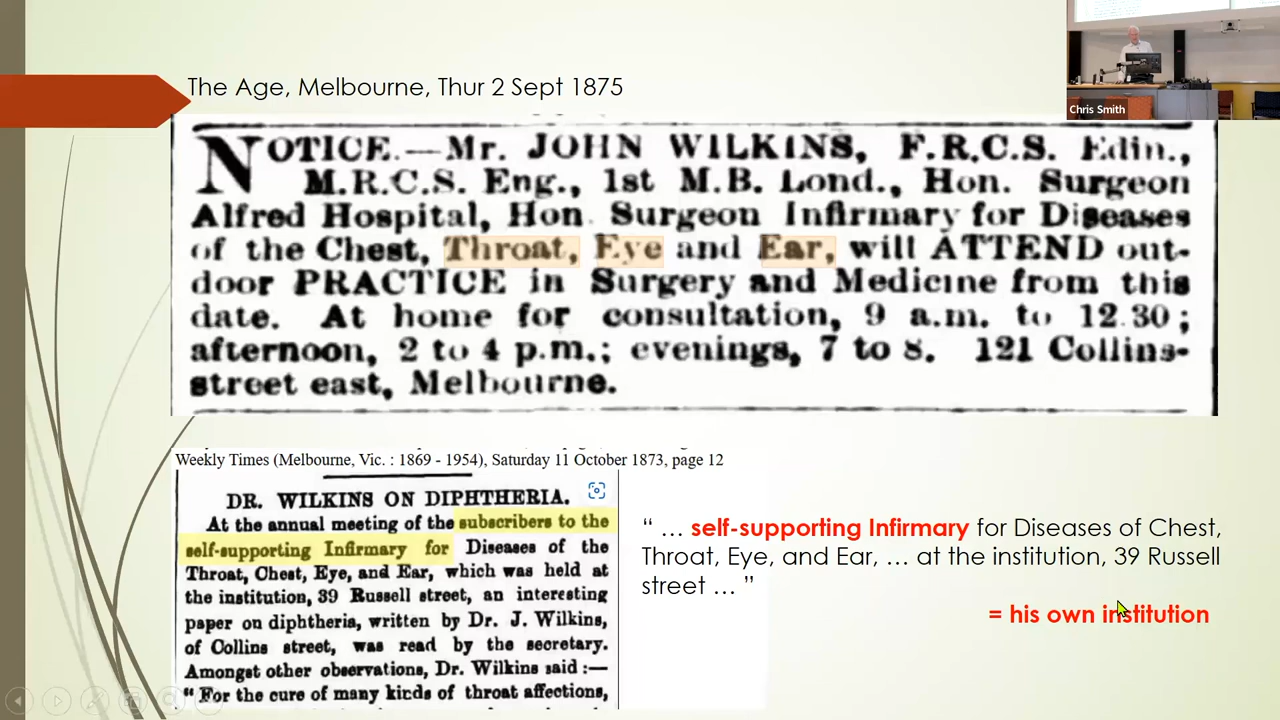 The Age, Melbourne, Thur 2 Sept 1875
Chris Smith
NOTICE.—Mr. JOHN WILKINS, F.R.C.S. Edin.,
M.R.C.S. Eng., 1st M.B. Lond., Hon. Surgeon
Alfred Hospital, Hon. Surgeon Infirmary for Diseases
of the Chest, Throat, Eye and Ear, will ATTEND out-
door PRACTICE in Surgery and Medicine from this
date. At home for consultation, 9 a.m. to 12.30 ;
afternoon, 2 to 4 p.m.; evenings, 7 to 8. 121 Collins-
street east, Melbourne.
Weekly Times (Melbourne, Vic. : 1869 - 1954), Saturday 11 October 1873, page 12
DR. WILKINS ON DIPHTHERIA.
At the annual meeting of the subscribers to the
self-supporting Infirmary for Diseases of the
Throat, Chest, Eye, and Ear, which was held at
the institution, 39 Russell street, an interesting
paper on diphtheria, written by Dr. J. Wilkins,
of Collins street, was read by the secretary.
Amongst other observations, Dr. Wilkins said :—
"For the cure of many kinds of throat affections,
" … self-supporting Infirmary for Diseases of Chest,
Throat, Eye, and Ear, … at the institution, 39 Russell
street … "
= his own institution